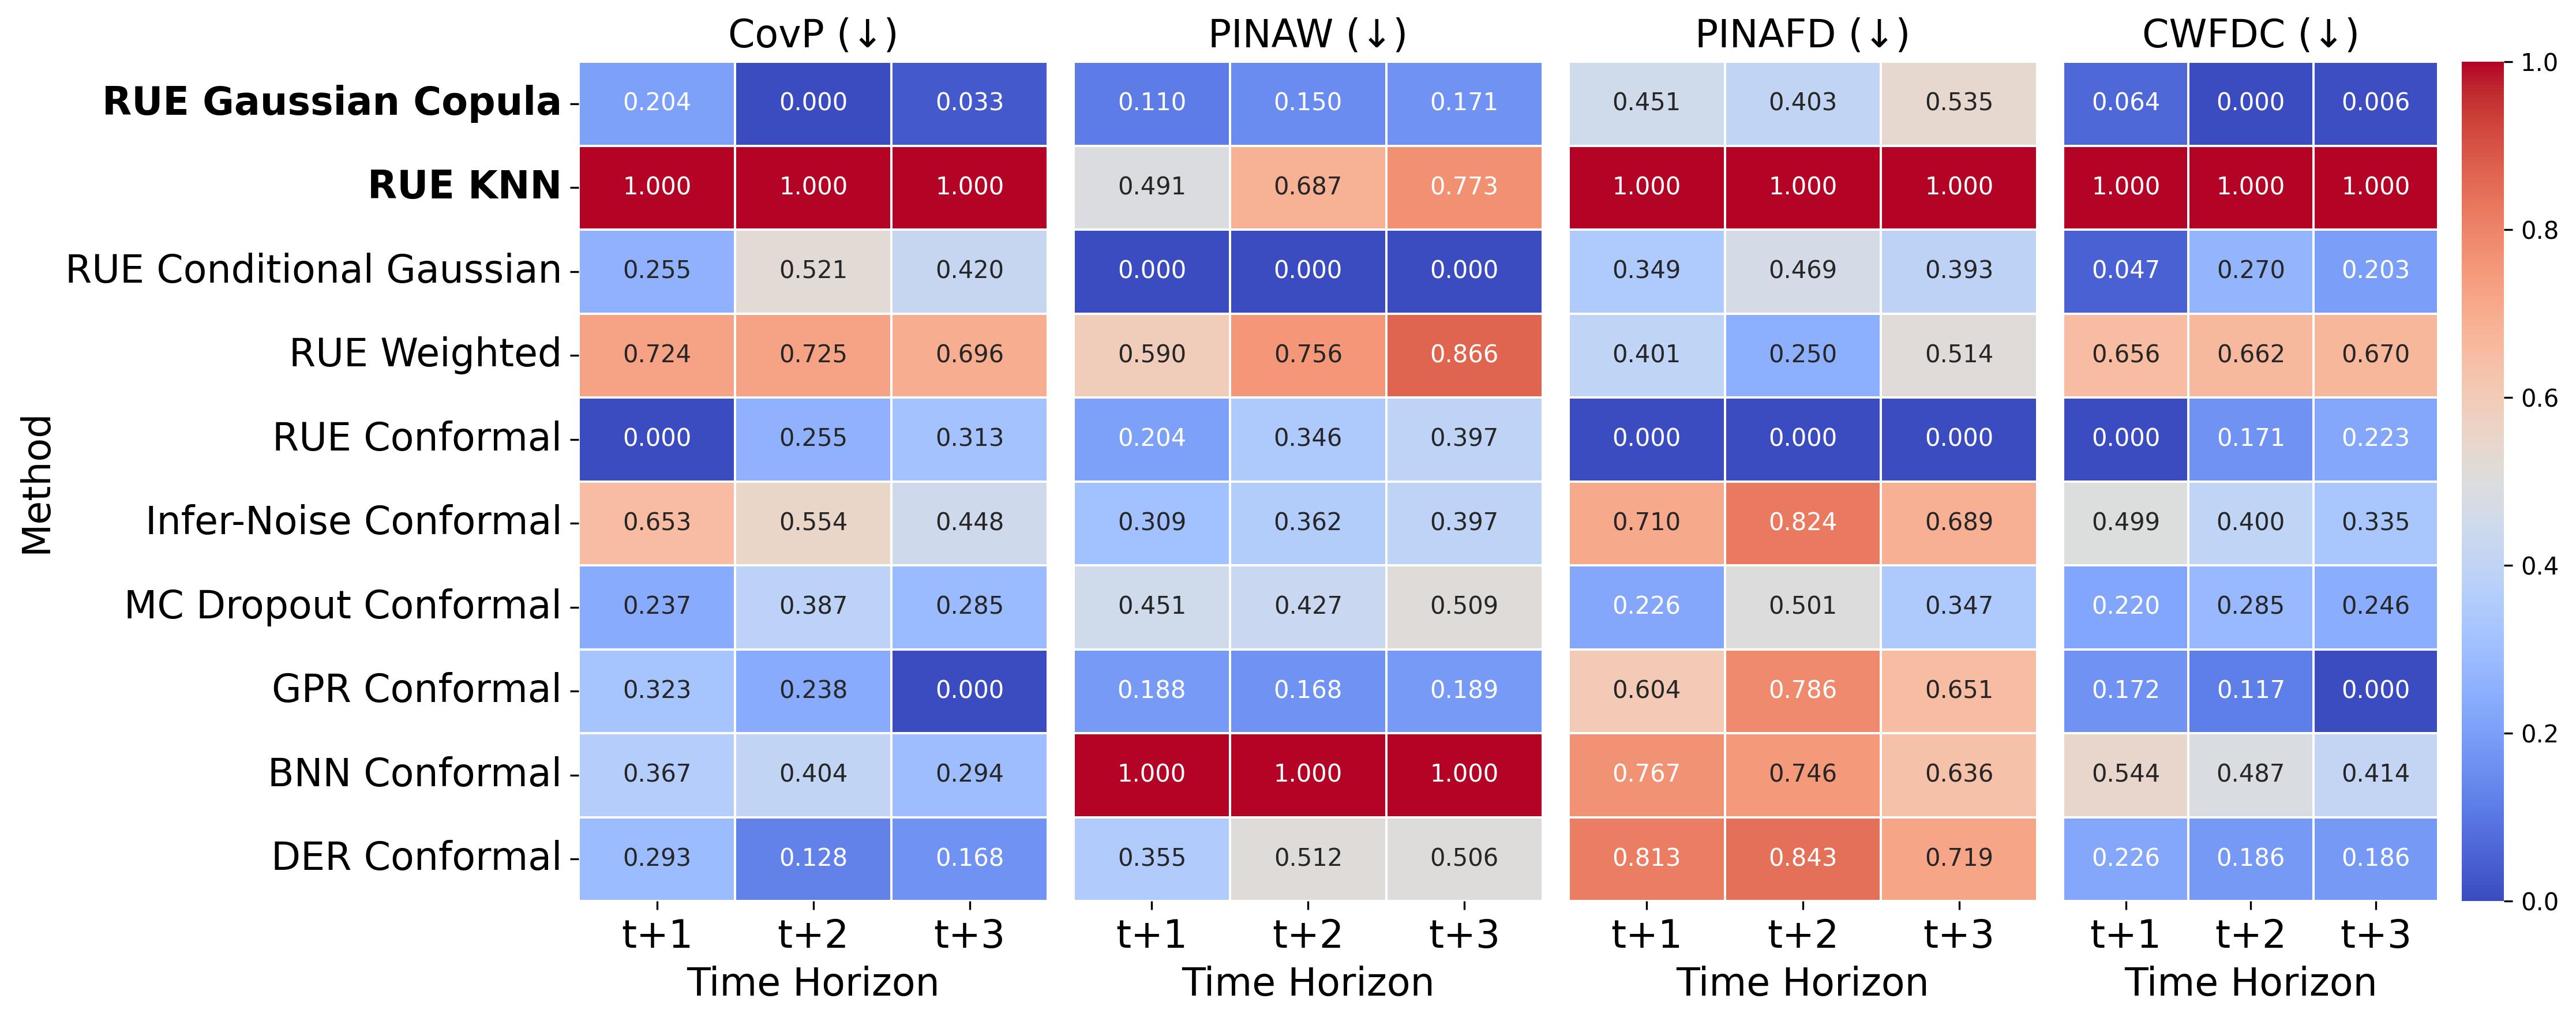 CovP (↓) PINAW (↓) PINAFD (↓) CWFDC (↓)
RUE Gaussian Copula 0.204 0.000 0.033 0.110 0.150 0.171 0.451 0.403 0.535 0.064 0.000 0.006
RUE KNN 1.000 1.000 1.000 0.491 0.687 0.773 1.000 1.000 1.000 1.000 1.000 1.000
RUE Conditional Gaussian 0.255 0.521 0.420 0.000 0.000 0.000 0.349 0.469 0.393 0.047 0.270 0.203
RUE Weighted 0.724 0.725 0.696 0.590 0.756 0.866 0.401 0.250 0.514 0.656 0.662 0.670
RUE Conformal 0.000 0.255 0.313 0.204 0.346 0.397 0.000 0.000 0.000 0.000 0.171 0.223
Infer-Noise Conformal 0.653 0.554 0.448 0.309 0.362 0.397 0.710 0.824 0.689 0.499 0.400 0.335
MC Dropout Conformal 0.237 0.387 0.285 0.451 0.427 0.509 0.226 0.501 0.347 0.220 0.285 0.246
GPR Conformal 0.323 0.238 0.000 0.188 0.168 0.189 0.604 0.786 0.651 0.172 0.117 0.000
BNN Conformal 0.367 0.404 0.294 1.000 1.000 1.000 0.767 0.746 0.636 0.544 0.487 0.414
DER Conformal 0.293 0.128 0.168 0.355 0.512 0.506 0.813 0.843 0.719 0.226 0.186 0.186
t+1 t+2 t+3 t+1 t+2 t+3 t+1 t+2 t+3 t+1 t+2 t+3
Time Horizon Time Horizon Time Horizon Time Horizon
Method
1.0
0.8
0.6
0.4
0.2
0.0